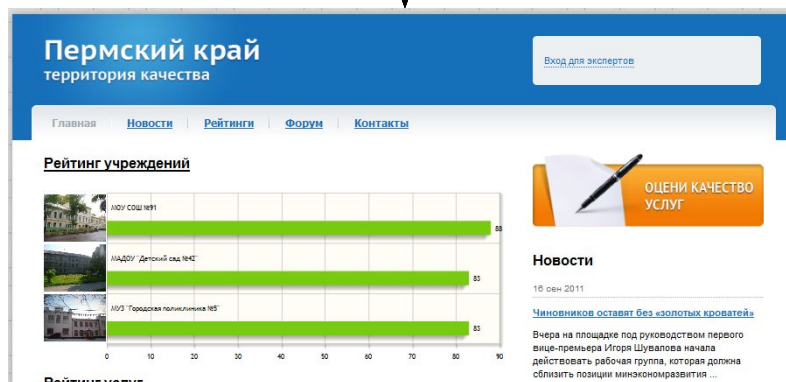 Пермский край
территория качества
Вход для экспертов
Главная Новости Рейтинги Форум Контакты
Рейтинг учреждений
МОУ СОШ №91
88
МАДОУ "Детский сад №42"
83
МУЗ "Городская поликлиника №5"
83
0 10 20 30 40 50 60 70 80 90
Рейтинг услуг
ОЦЕНИ КАЧЕСТВО
УСЛУГ
Новости
16 сен 2011
Чиновников оставят без «золотых кроватей»
Вчера на площадке под руководством первого
вице-премьера Игоря Шувалова начала
действовать рабочая группа, которая должна
сблизить позиции минэкономразвития ...